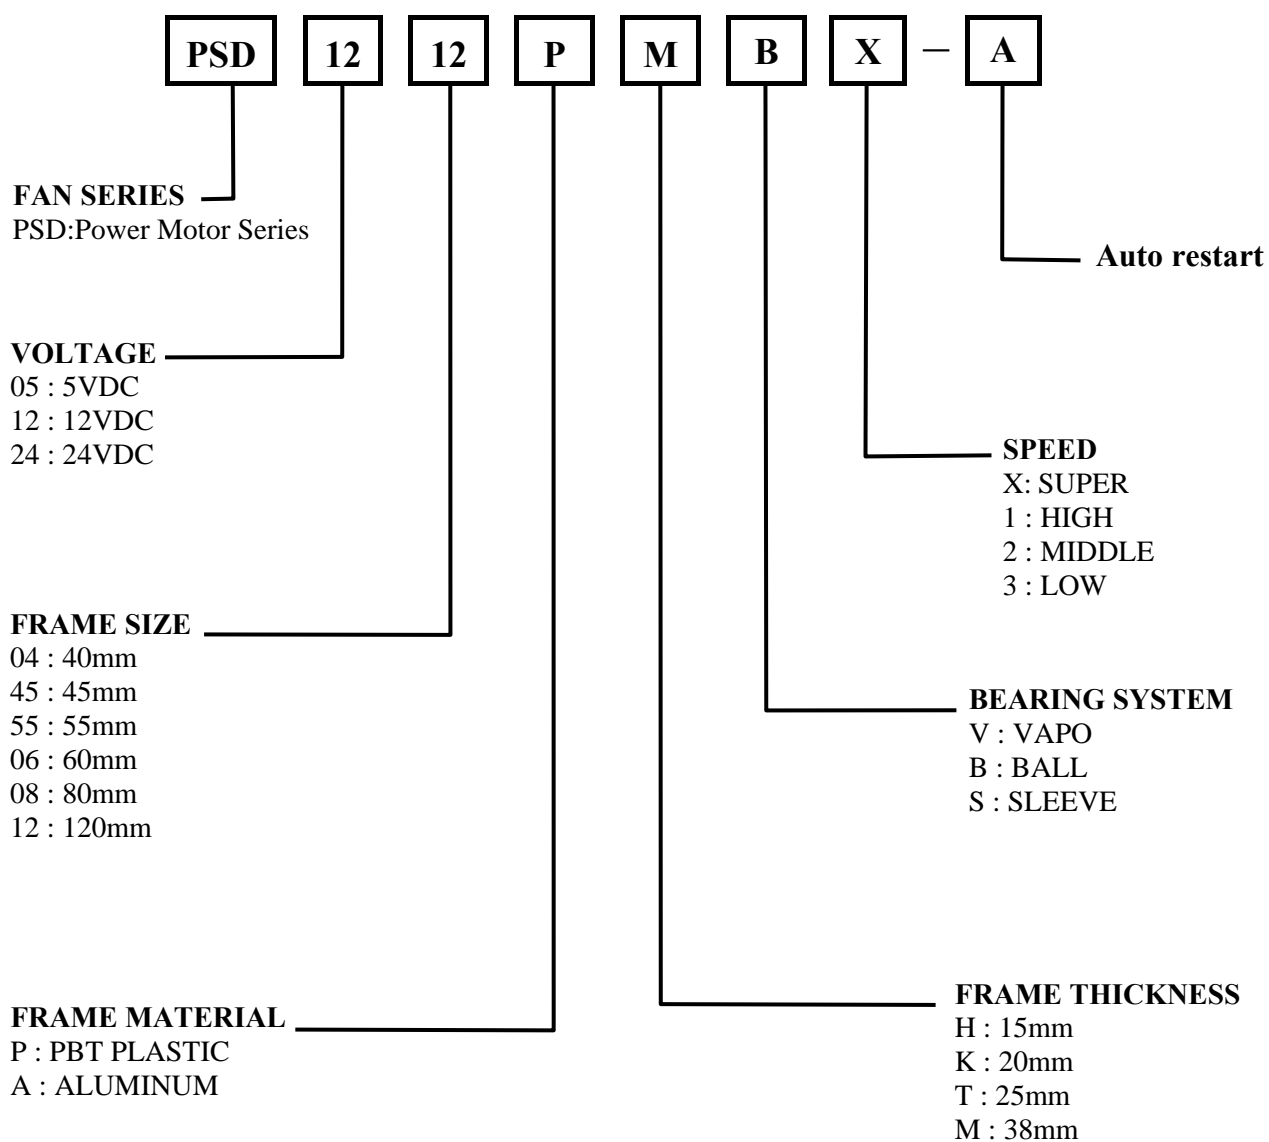 PSD 12 12 P M B X — A
FAN SERIES
PSD:Power Motor Series
Auto restart
VOLTAGE
05 : 5VDC
12 : 12VDC
24 : 24VDC
SPEED
X: SUPER
1 : HIGH
2 : MIDDLE
3 : LOW
FRAME SIZE
04 : 40mm
45 : 45mm
55 : 55mm
06 : 60mm
08 : 80mm
12 : 120mm
BEARING SYSTEM
V : VAPO
B : BALL
S : SLEEVE
FRAME MATERIAL
P : PBT PLASTIC
A : ALUMINUM
FRAME THICKNESS
H : 15mm
K : 20mm
T : 25mm
M : 38mm